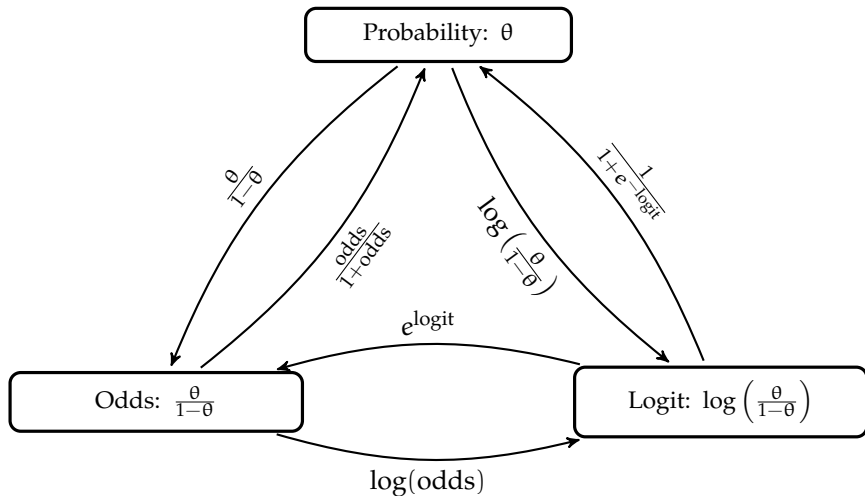 Probability: θ
θ/(1−θ)
odds/(1+odds)
log(θ/(1−θ))
1/(1+e^−logit)
e^logit
Odds: θ/(1−θ)
Logit: log(θ/(1−θ))
log(odds)